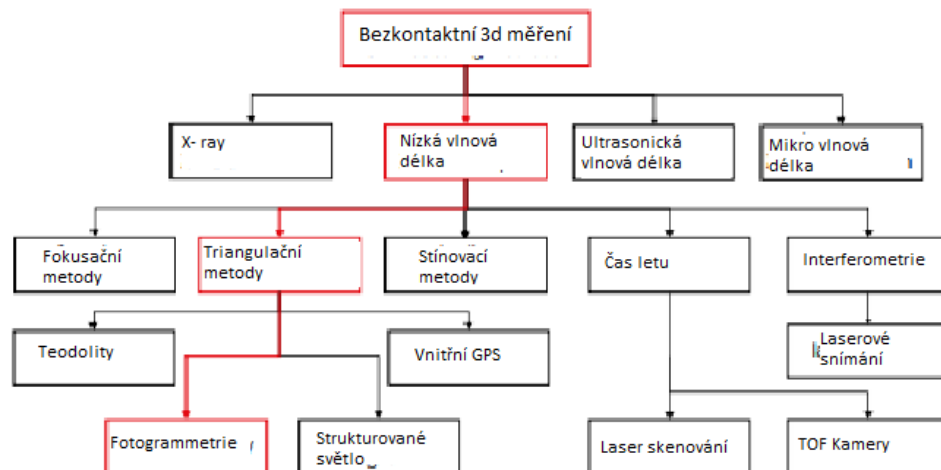 Bezkontaktní 3d měření
X- ray
Nízká vlnová
délka
Ultrasonická
vlnová délka
Mikro vlnová
délka
Fokusační
metody
Triangulační
metody
Stínovací
metody
Čas letu
Interferometrie
Teodolity
Vnitřní GPS
Laserové
snímání
Fotogrammetrie
Strukturované
světlo
Laser skenování
TOF Kamery